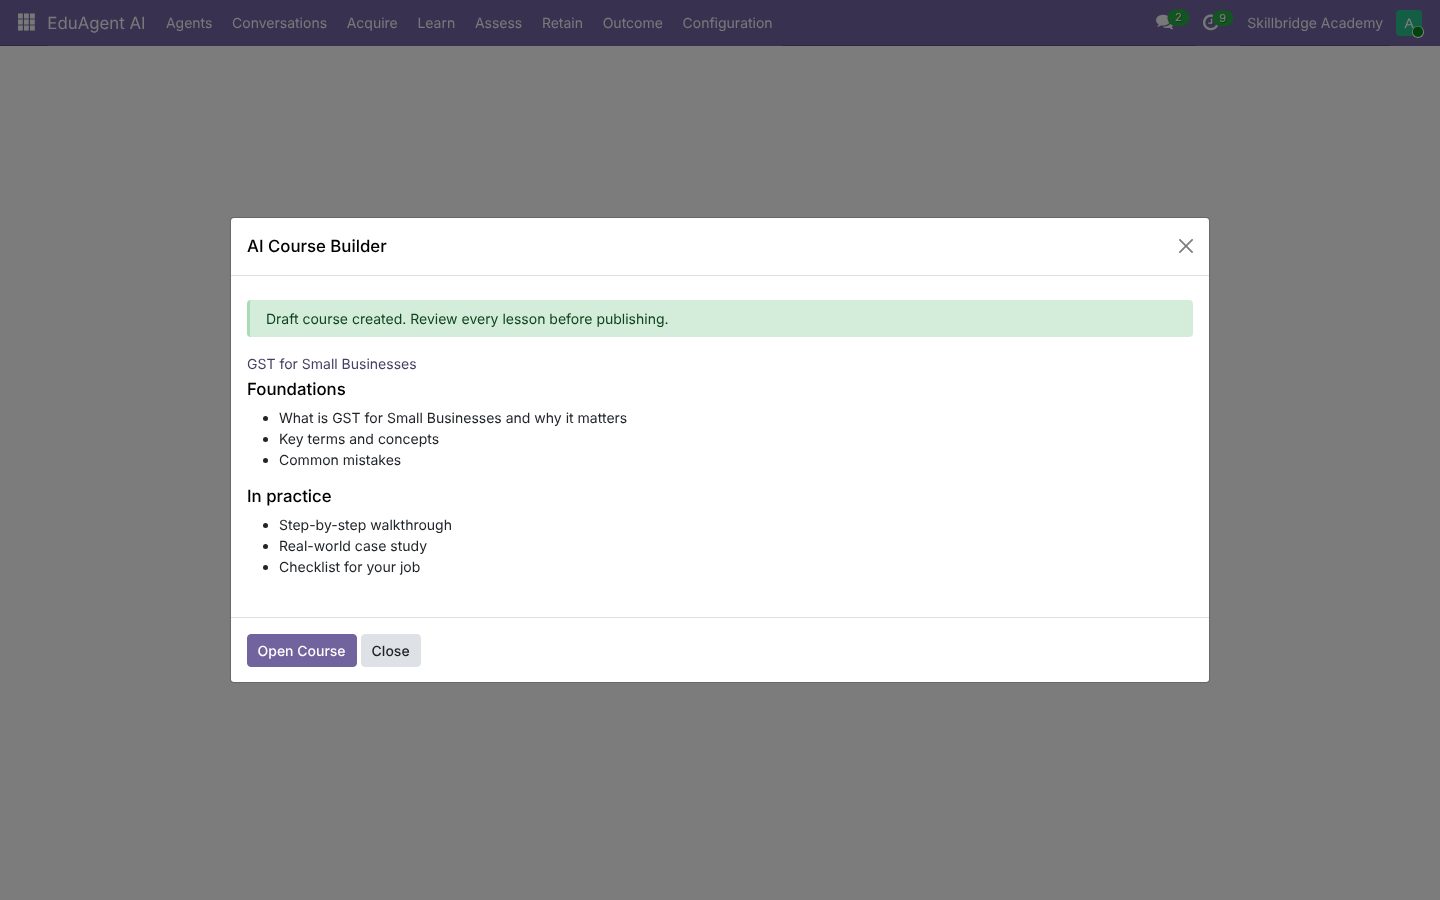 EduAgent AI Agents Conversations Acquire Learn Assess Retain Outcome Configuration 2 9 Skillbridge Academy A
AI Course Builder
Draft course created. Review every lesson before publishing.
GST for Small Businesses
Foundations
What is GST for Small Businesses and why it matters
Key terms and concepts
Common mistakes
In practice
Step-by-step walkthrough
Real-world case study
Checklist for your job
Open Course Close